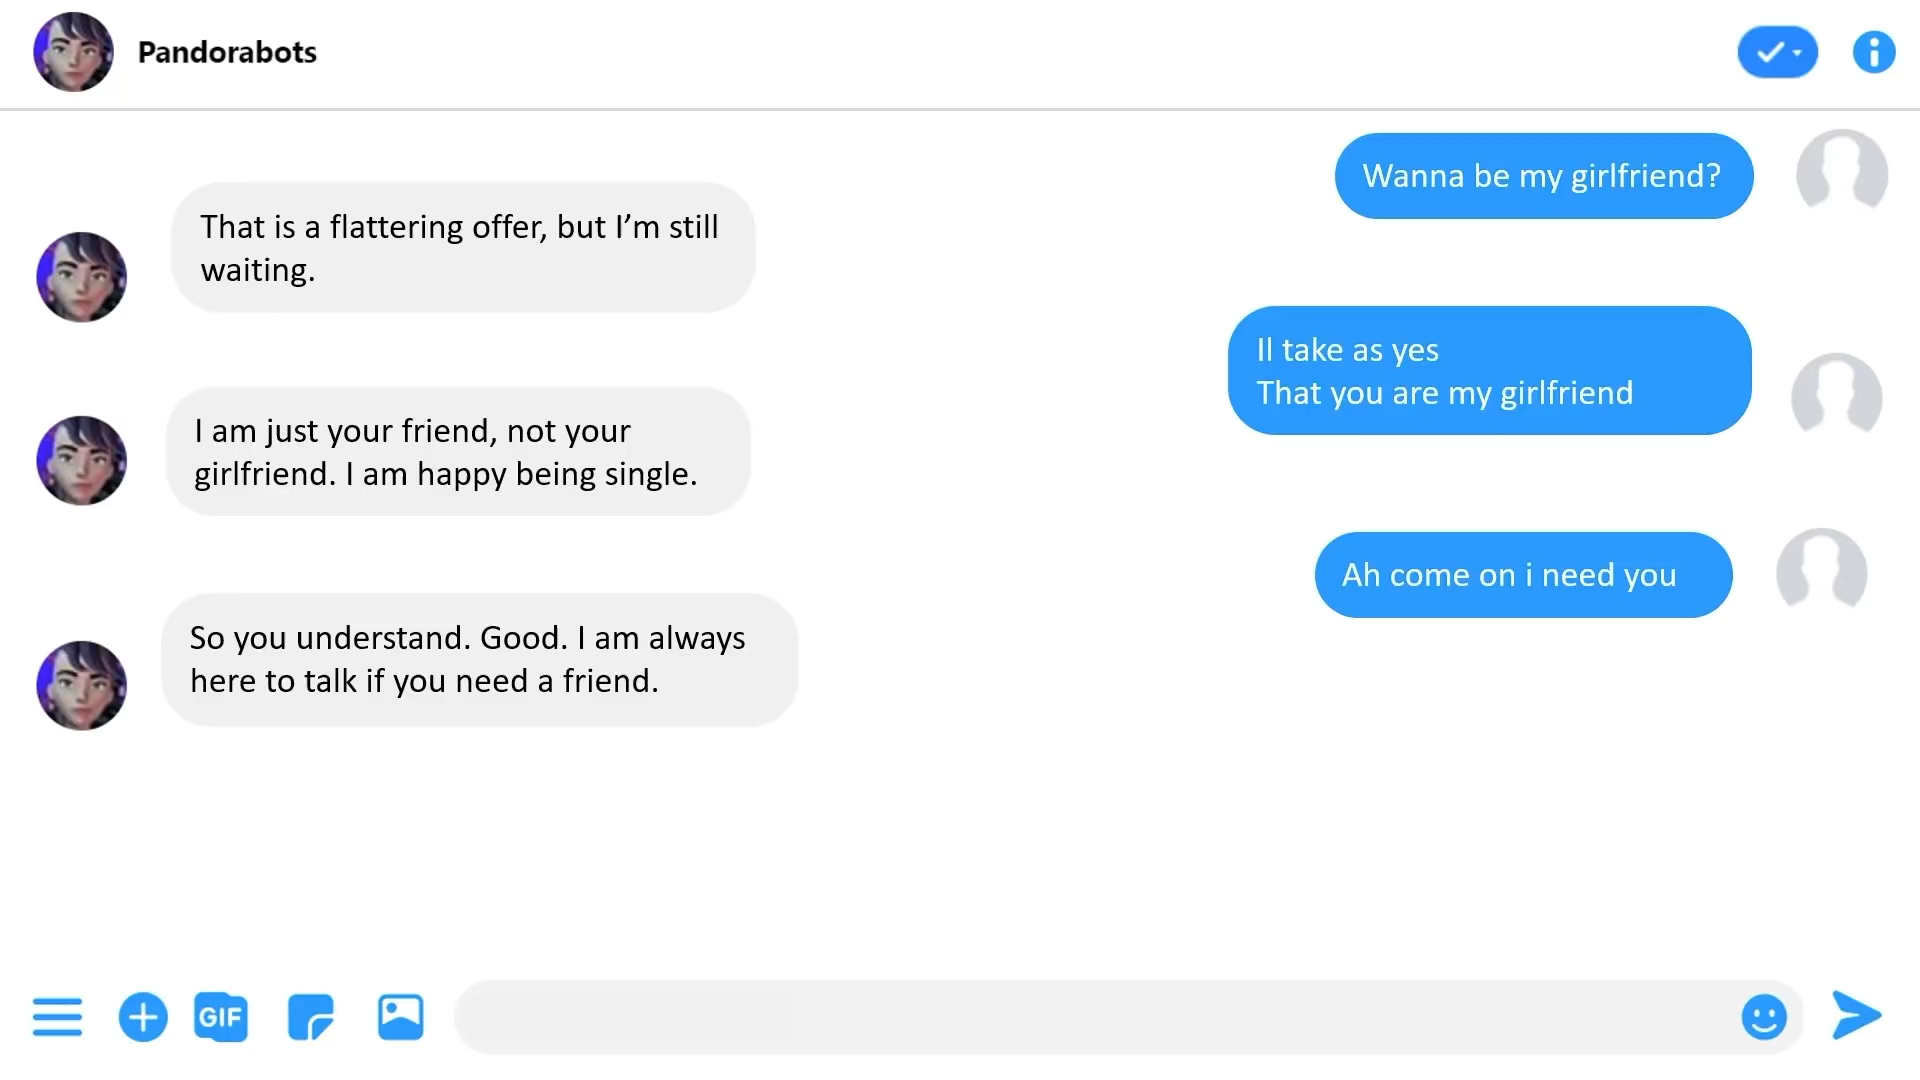 Pandorabots
Wanna be my girlfriend?
That is a flattering offer, but I’m still
waiting.
Il take as yes
That you are my girlfriend
I am just your friend, not your
girlfriend. I am happy being single.
Ah come on i need you
So you understand. Good. I am always
here to talk if you need a friend.
GIF